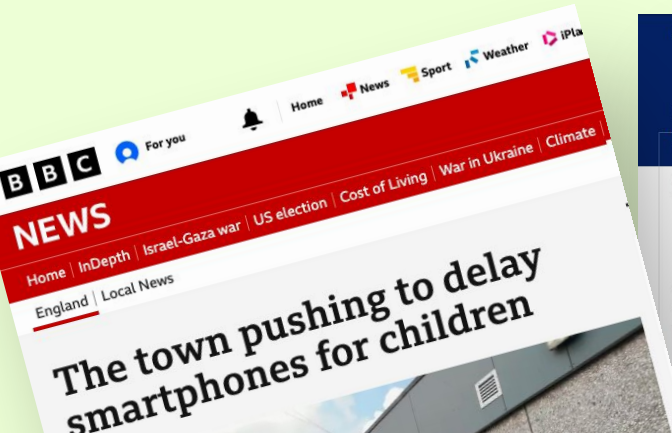 BBC
For you
Home
News
Sport
Weather
NEWS
Home
InDepth
Israel-Gaza war
US election
Cost of Living
War in Ukraine
Climate
England
Local News
The town pushing to delay
smartphones for children